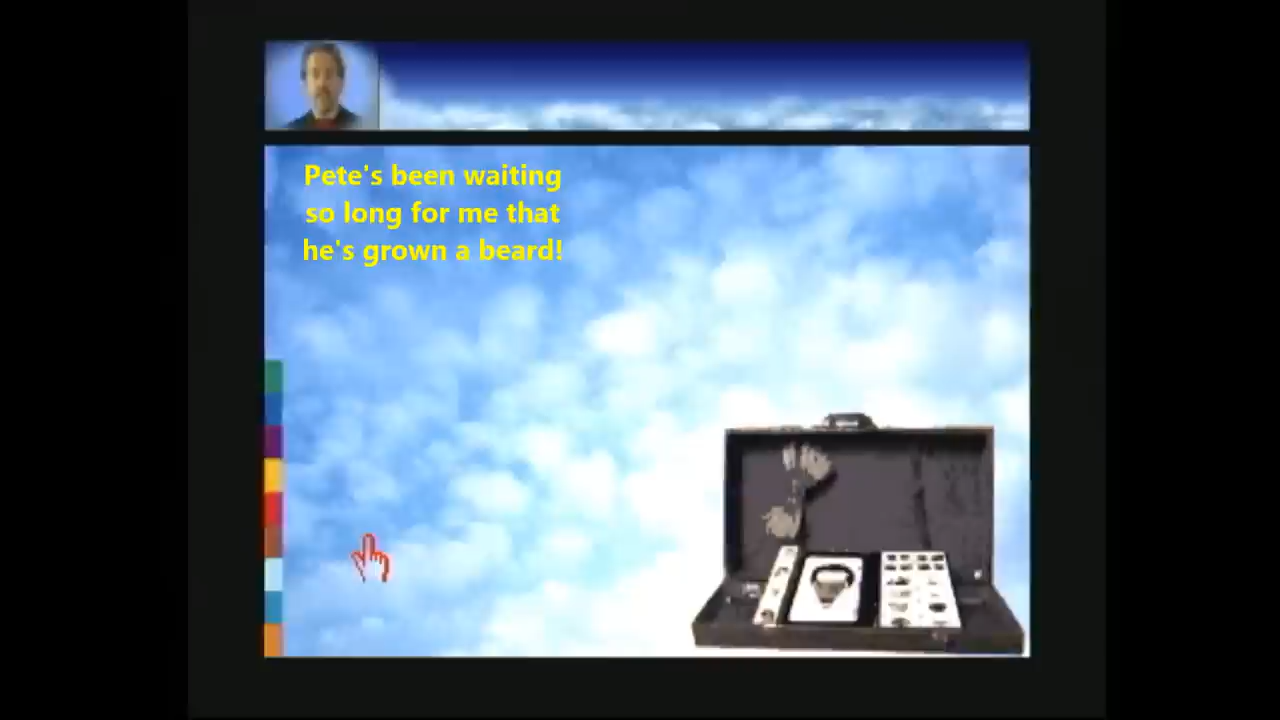 Pete's been waiting
so long for me that
he's grown a beard!